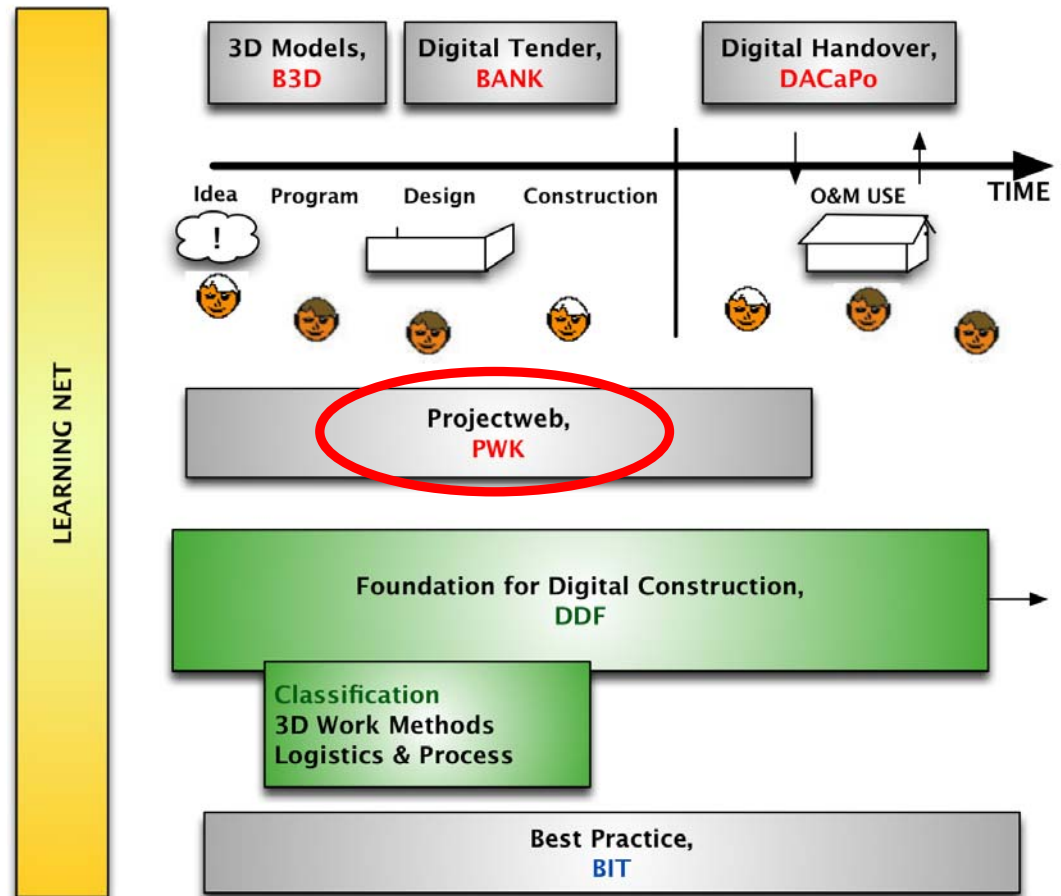 LEARNING NET
3D Models,
B3D
Digital Tender,
BANK
Digital Handover,
DACaPo
TIME
Idea
Program
Design
Construction
O&M USE
!
Projectweb,
PWK
Foundation for Digital Construction,
DDF
Classification
3D Work Methods
Logistics & Process
Best Practice,
BIT